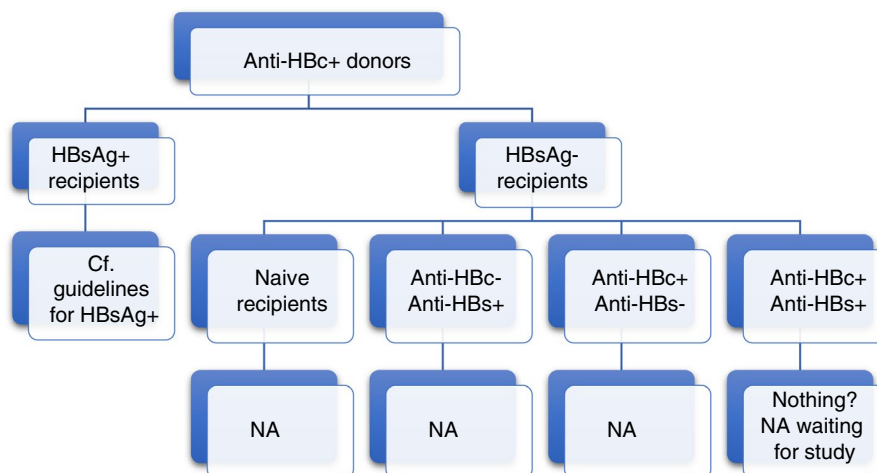 Anti-HBc+ donors
HBsAg+
recipients
HBsAg-
recipients
Cf.
guidelines
for HBsAg+
Naive
recipients
Anti-HBc-
Anti-HBs+
Anti-HBc+
Anti-HBs-
Anti-HBc+
Anti-HBs+
NA
NA
NA
Nothing?
NA waiting
for study